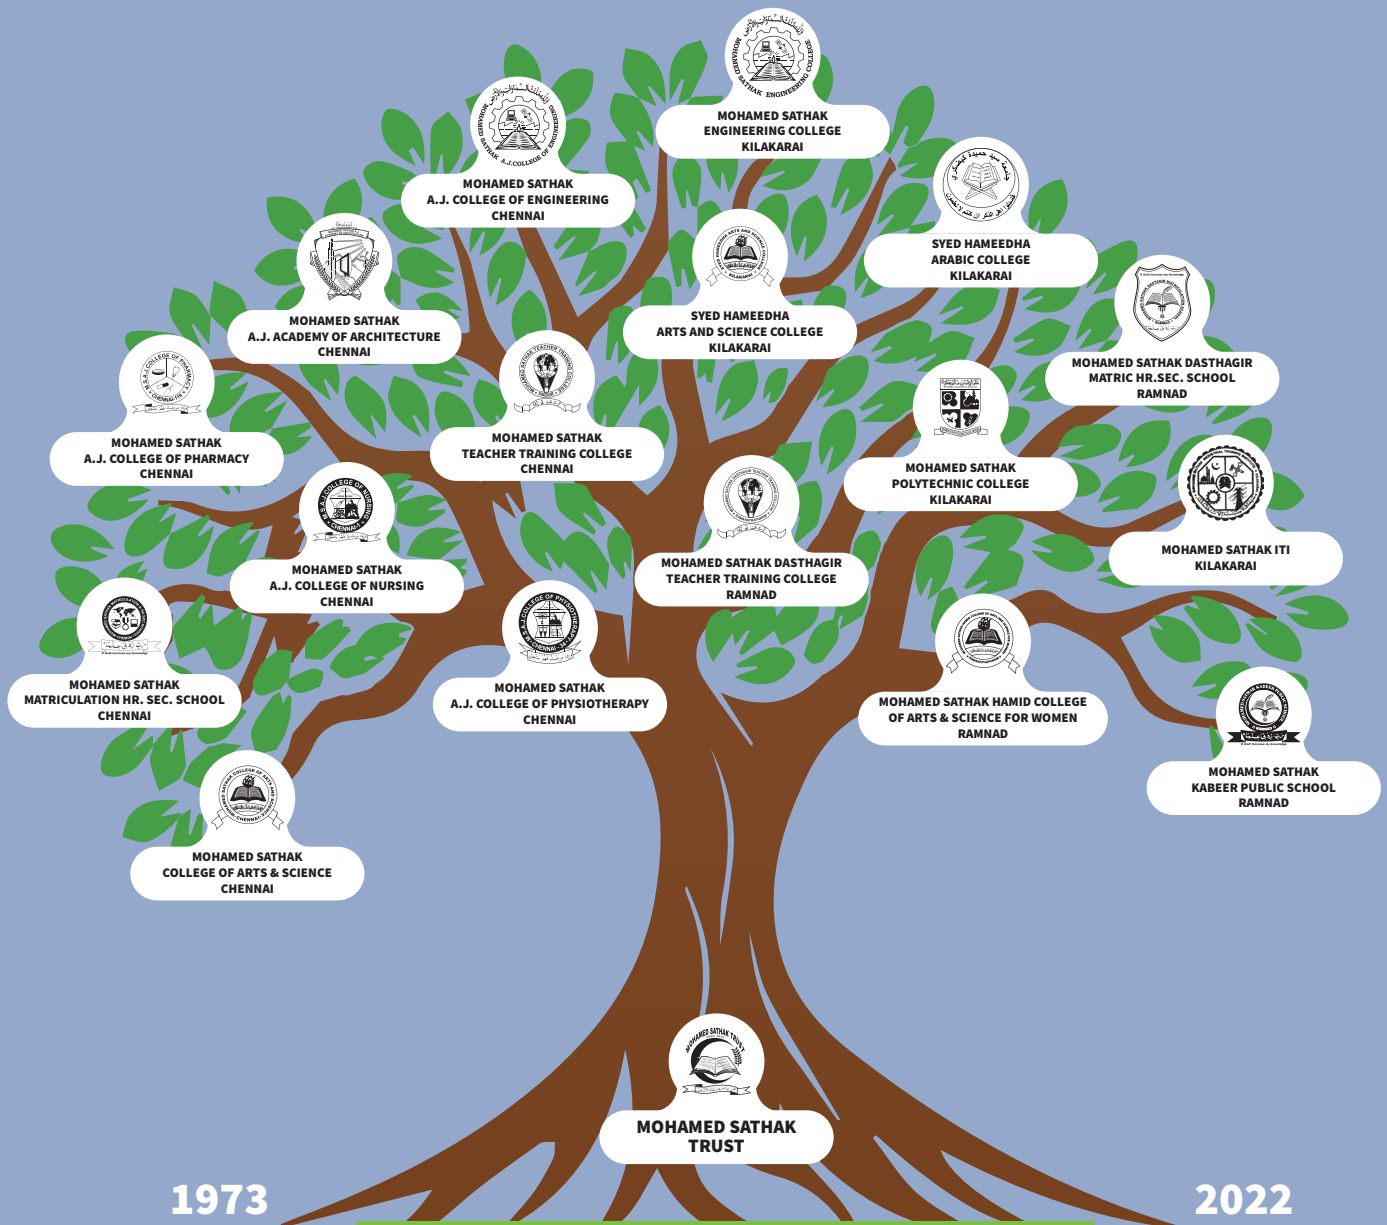 MOHAMED SATHAK
ENGINEERING COLLEGE
KILAKARAI
MOHAMED SATHAK
A.J. COLLEGE OF ENGINEERING
CHENNAI
SYED HAMEEDHA
ARABIC COLLEGE
KILAKARAI
MOHAMED SATHAK
A.J. ACADEMY OF ARCHITECTURE
CHENNAI
SYED HAMEEDHA
ARTS AND SCIENCE COLLEGE
KILAKARAI
MOHAMED SATHAK DASTHAGIR
MATRIC HR.SEC. SCHOOL
RAMNAD
MOHAMED SATHAK
A.J. COLLEGE OF PHARMACY
CHENNAI
MOHAMED SATHAK
TEACHER TRAINING COLLEGE
CHENNAI
MOHAMED SATHAK
POLYTECHNIC COLLEGE
KILAKARAI
MOHAMED SATHAK
A.J. COLLEGE OF NURSING
CHENNAI
MOHAMED SATHAK DASTHAGIR
TEACHER TRAINING COLLEGE
RAMNAD
MOHAMED SATHAK ITI
KILAKARAI
MOHAMED SATHAK
MATRICULATION HR. SEC. SCHOOL
CHENNAI
MOHAMED SATHAK
A.J. COLLEGE OF PHYSIOTHERAPY
CHENNAI
MOHAMED SATHAK HAMID COLLEGE
OF ARTS & SCIENCE FOR WOMEN
RAMNAD
MOHAMED SATHAK
KABEER PUBLIC SCHOOL
RAMNAD
MOHAMED SATHAK
COLLEGE OF ARTS & SCIENCE
CHENNAI
MOHAMED SATHAK TRUST
MOHAMED SATHAK
TRUST
1973
2022